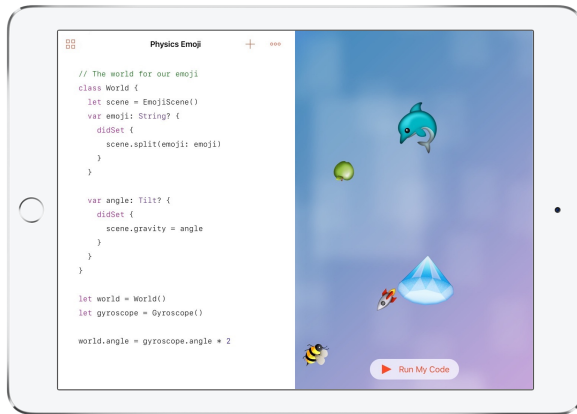 Physics Emoji
// The world for our emoji
class World {
let scene = EmojiScene()
var emoji: String? {
didSet {
scene.split(emoji: emoji)
}
}
var angle: Tilt? {
didSet {
scene.gravity = angle
}
}
}
let world = World()
let gyroscope = Gyroscope()
world.angle = gyroscope.angle * 2
Run My Code